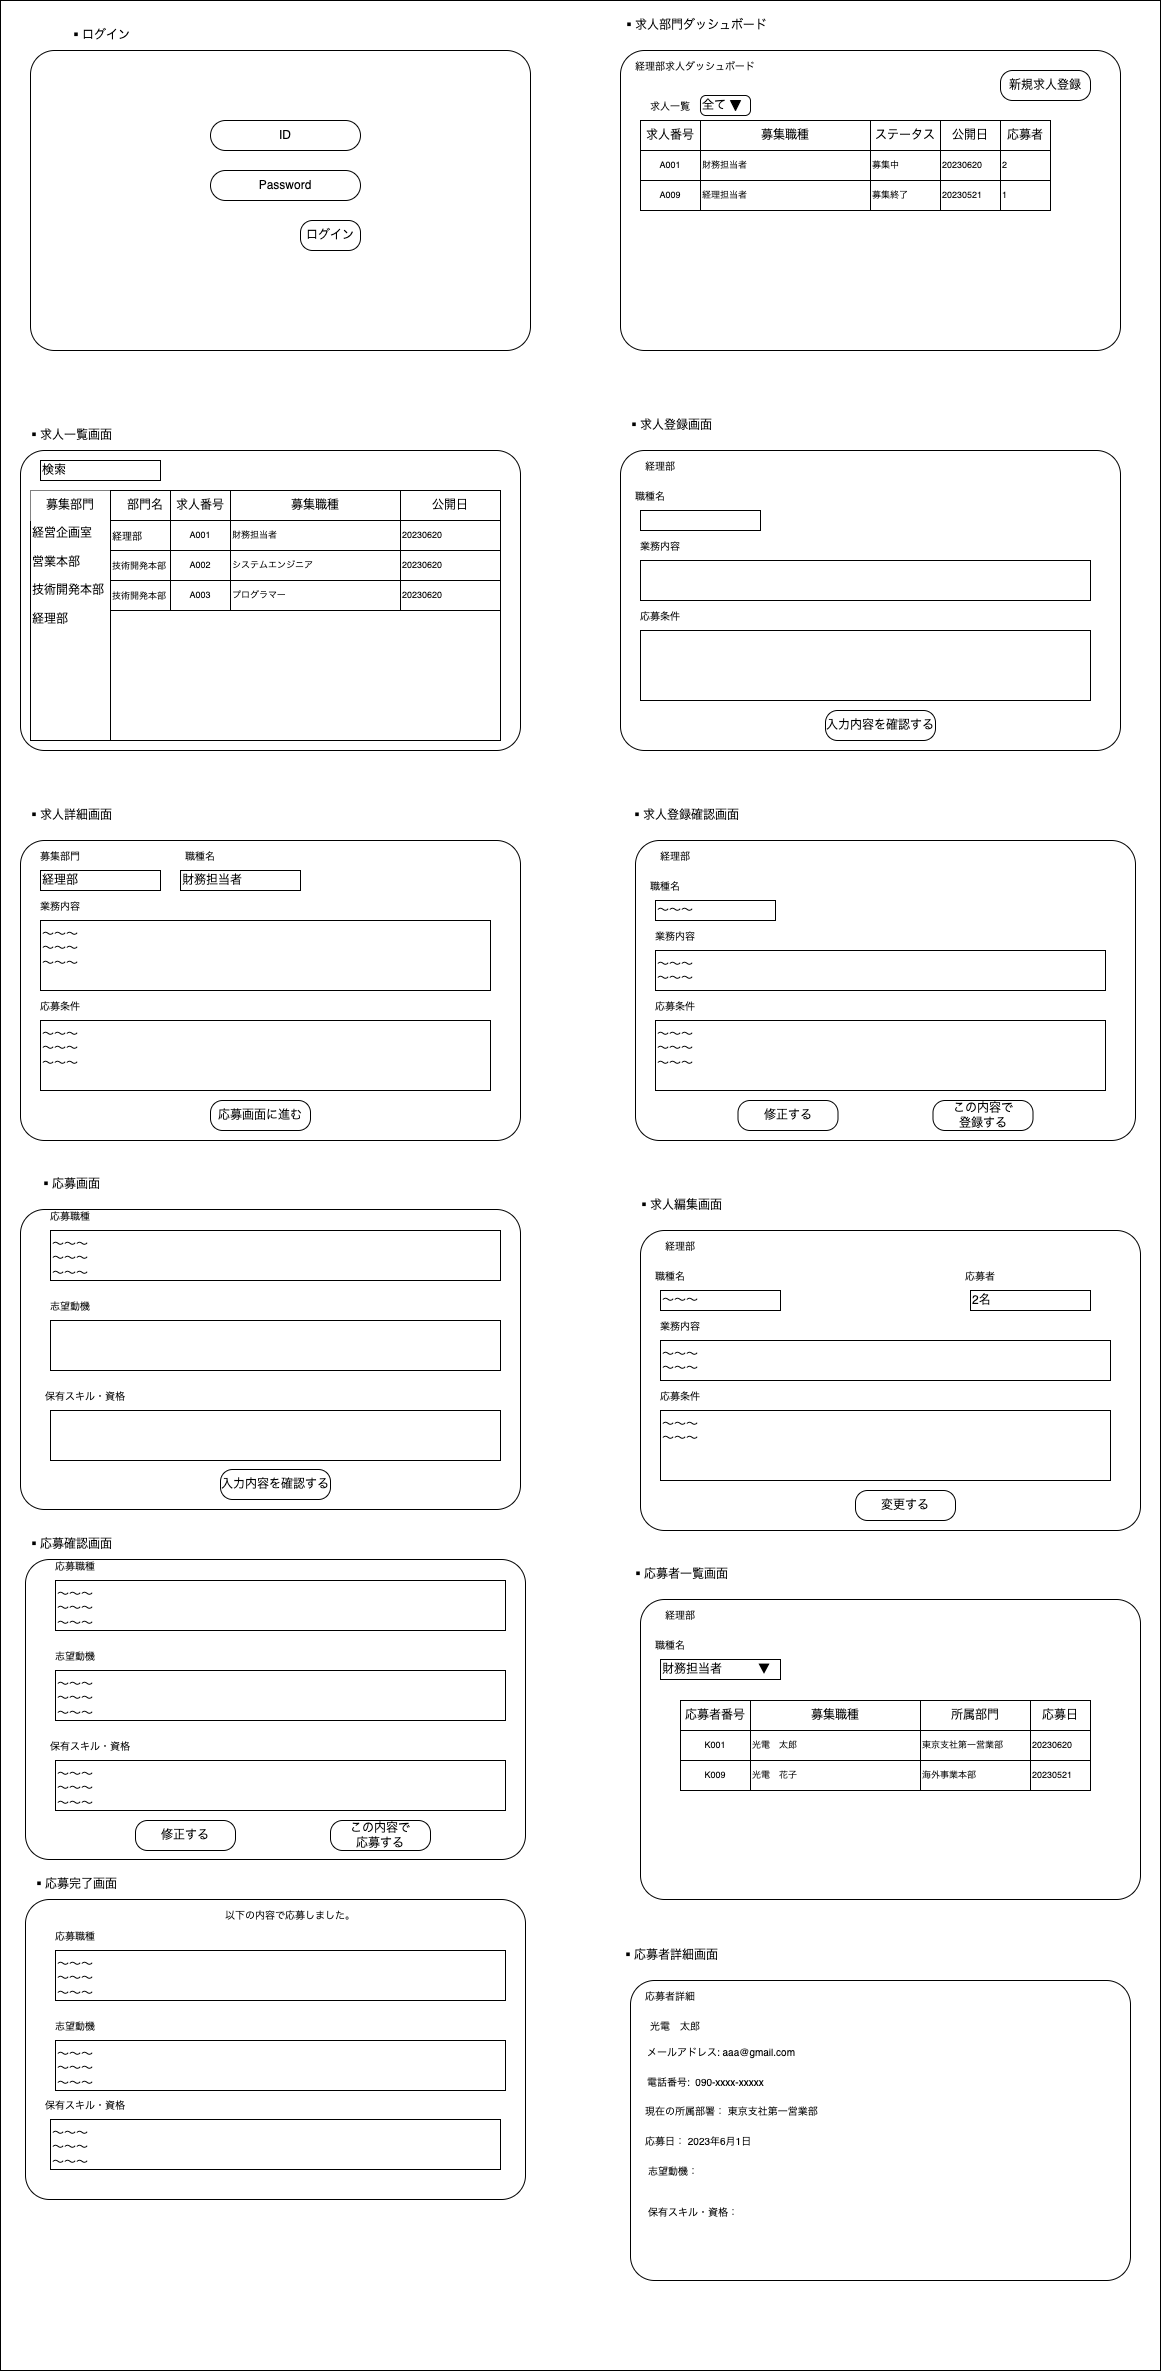 ▪ログイン
ID
Password
ログイン
▪求人部門ダッシュボード
経理部求人ダッシュボード
新規求人登録
求人一覧 全て ▼
求人番号 募集職種 ステータス 公開日 応募者
A001 財務担当者 募集中 20230620 2
A009 経理担当者 募集終了 20230521 1
▪求人一覧画面
検索
募集部門
経営企画室
営業本部
技術開発本部
経理部
部門名 求人番号 募集職種 公開日
経理部 A001 財務担当者 20230620
技術開発本部 A002 システムエンジニア 20230620
技術開発本部 A003 プログラマー 20230620
▪求人登録画面
経理部
職種名
業務内容
応募条件
入力内容を確認する
▪求人詳細画面
募集部門 職種名
経理部 財務担当者
業務内容
〜〜〜
〜〜〜
〜〜〜
応募条件
〜〜〜
〜〜〜
〜〜〜
応募画面に進む
▪求人登録確認画面
経理部
職種名
〜〜〜
業務内容
〜〜〜
〜〜〜
応募条件
〜〜〜
〜〜〜
〜〜〜
修正する
この内容で
登録する
▪応募画面
応募職種
〜〜〜
〜〜〜
〜〜〜
志望動機
保有スキル・資格
入力内容を確認する
▪求人編集画面
経理部
職種名 応募者
〜〜〜 2名
業務内容
〜〜〜
〜〜〜
応募条件
〜〜〜
〜〜〜
変更する
▪応募確認画面
応募職種
〜〜〜
〜〜〜
〜〜〜
志望動機
〜〜〜
〜〜〜
〜〜〜
保有スキル・資格
〜〜〜
〜〜〜
〜〜〜
修正する
この内容で
応募する
▪応募者一覧画面
経理部
職種名
財務担当者 ▼
応募者番号 募集職種 所属部門 応募日
K001 光電　太郎 東京支社第一営業部 20230620
K009 光電　花子 海外事業本部 20230521
▪応募完了画面
以下の内容で応募しました。
応募職種
〜〜〜
〜〜〜
〜〜〜
志望動機
〜〜〜
〜〜〜
〜〜〜
保有スキル・資格
〜〜〜
〜〜〜
〜〜〜
▪応募者詳細画面
応募者詳細
光電　太郎
メールアドレス: aaa@gmail.com
電話番号: 090-xxxx-xxxxx
現在の所属部署： 東京支社第一営業部
応募日： 2023年6月1日
志望動機：
保有スキル・資格：